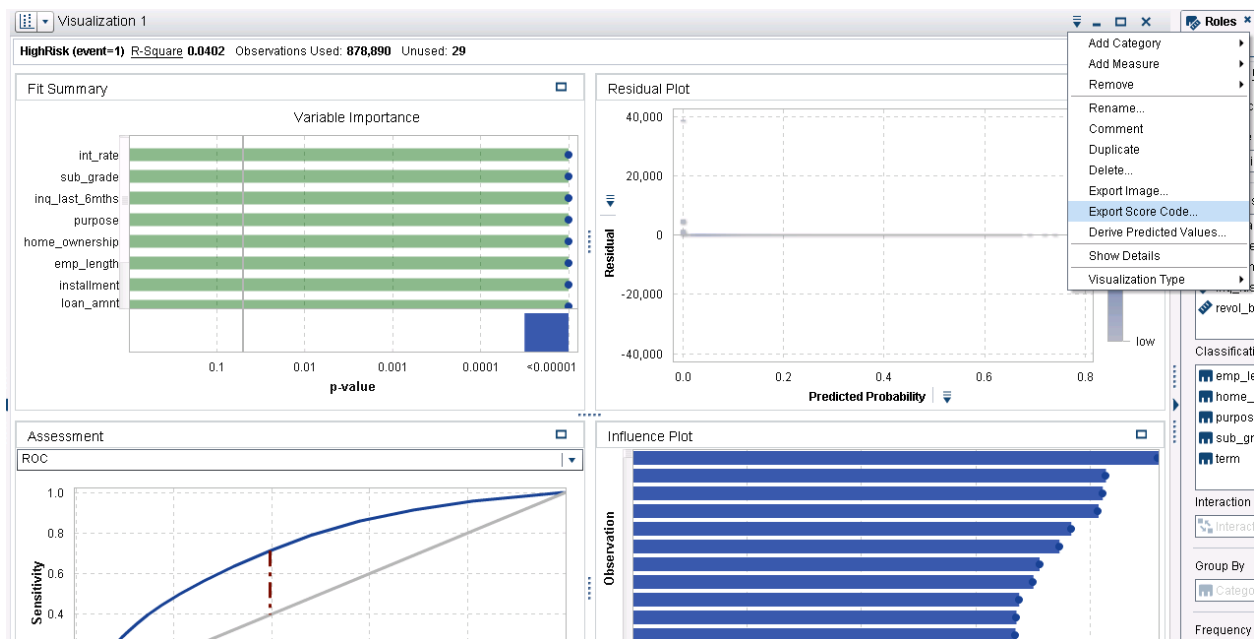 Visualization 1
Roles
HighRisk (event=1) R-Square 0.0402 Observations Used: 878,890 Unused: 29
Add Category
Add Measure
Remove
Rename...
Comment
Duplicate
Delete...
Export Image...
Export Score Code...
Derive Predicted Values...
Show Details
Visualization Type
Fit Summary
Variable Importance
int_rate
sub_grade
inq_last_6mths
purpose
home_ownership
emp_length
installment
loan_amnt
0.1 0.01 0.001 0.0001 <0.00001
p-value
Residual Plot
40,000
20,000
0
-20,000
-40,000
Residual
0.0 0.2 0.4 0.6 0.8
Predicted Probability
low
revol_b
Classificati
emp_le
home_
purpos
sub_gr
term
Interaction
Interact
Group By
Catego
Frequency
Assessment
ROC
1.0
0.8
0.6
0.4
Sensitivity
Influence Plot
Observation